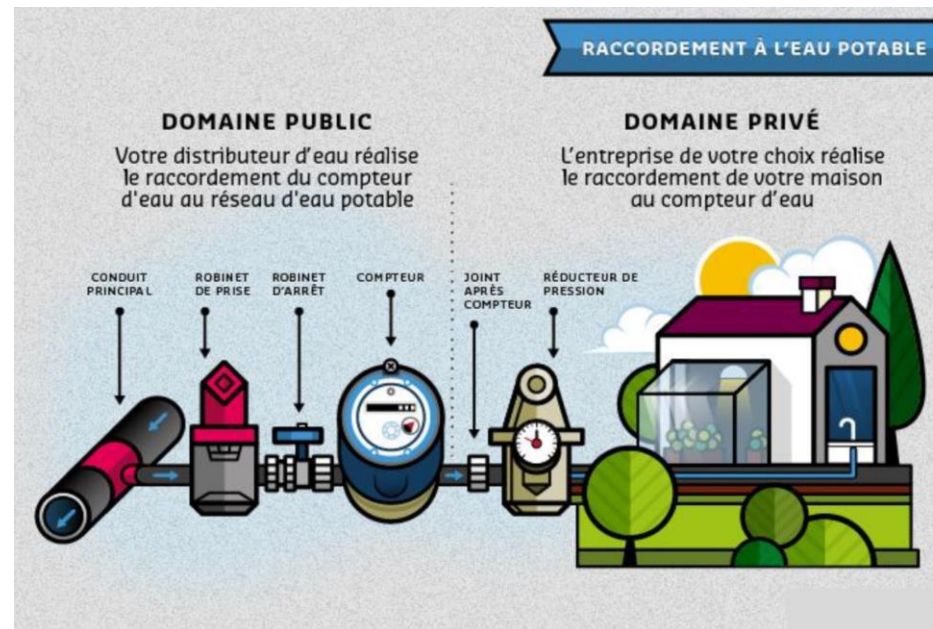 RACCORDEMENT À L'EAU POTABLE
DOMAINE PUBLIC
Votre distributeur d'eau réalise
le raccordement du compteur
d'eau au réseau d'eau potable
DOMAINE PRIVÉ
L'entreprise de votre choix réalise
le raccordement de votre maison
au compteur d'eau
CONDUIT
PRINCIPAL
ROBINET
DE PRISE
ROBINET
D'ARRÊT
COMPTEUR
JOINT
APRÈS
COMPTEUR
RÉDUCTEUR DE
PRESSION